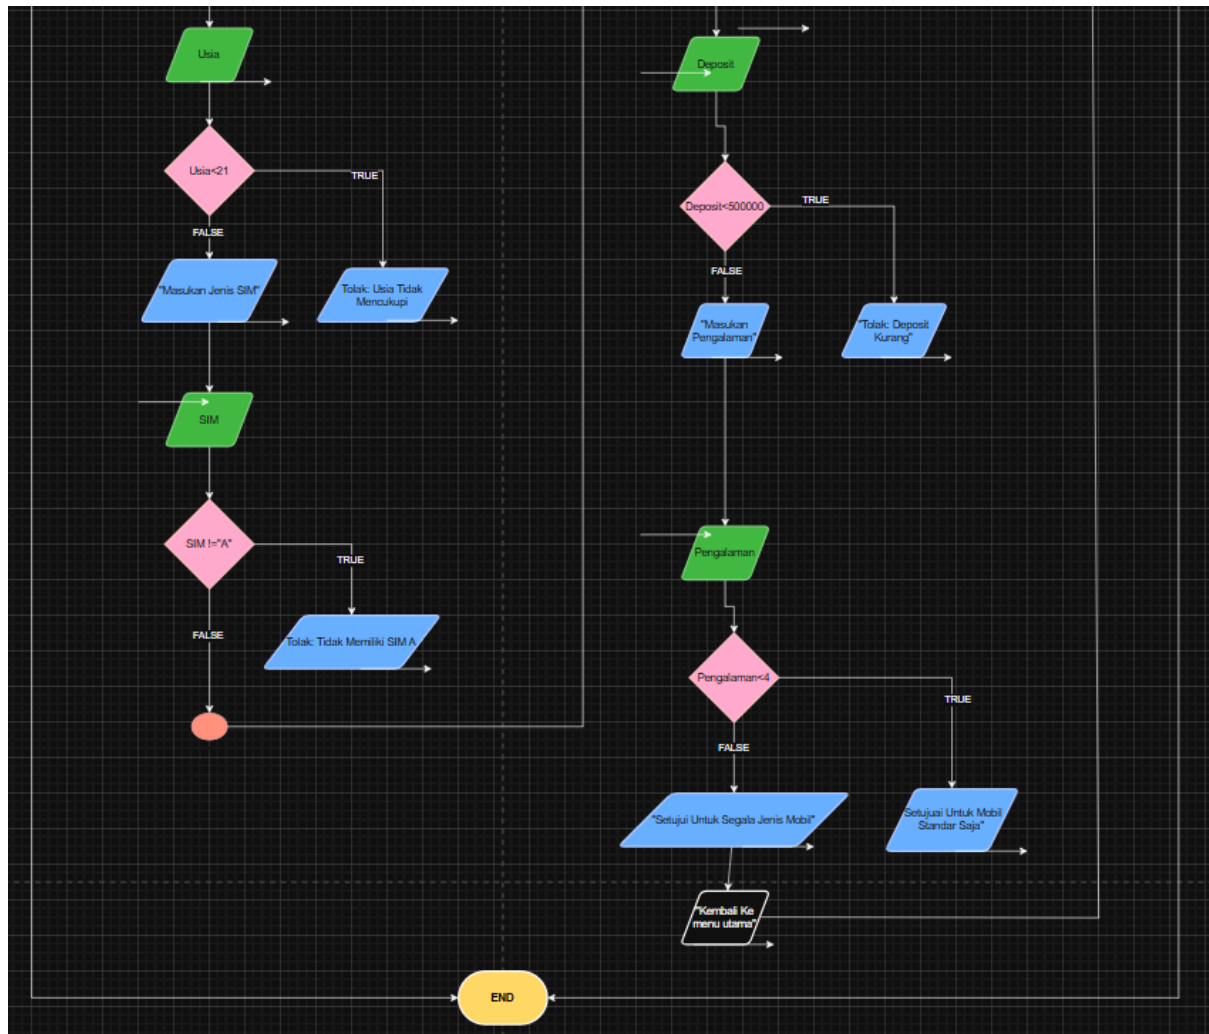 Usia
Usia<21
TRUE
FALSE
"Masukan Jenis SIM"
Tolak: Usia Tidak
Mencukupi
SIM
SIM !="A"
TRUE
FALSE
Tolak: Tidak Memiliki SIM A
Deposit
Deposit<500000
TRUE
FALSE
"Masukan
Pengalaman"
"Tolak: Deposit
Kurang"
Pengalaman
Pengalaman<4
TRUE
FALSE
"Setujui Untuk Segala Jenis Mobil"
Setujuai Untuk Mobil
Standar Saja"
"Kembali Ke
menu utama"
END